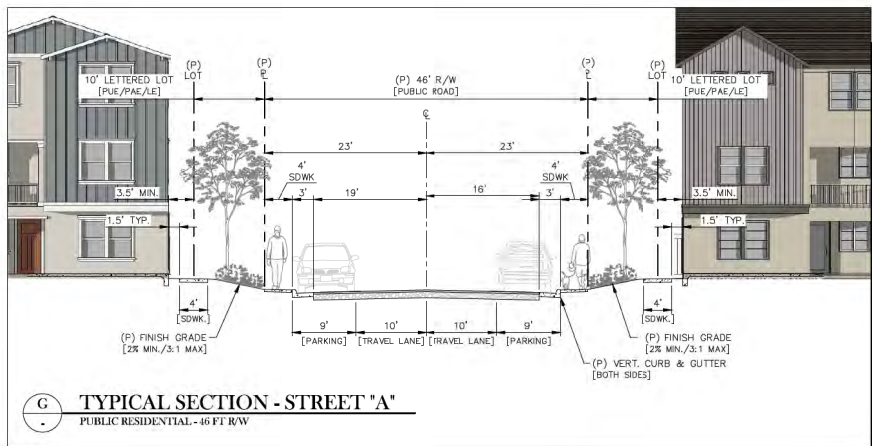 (P)
LOT
10' LETTERED LOT
[PUE/PAE/LE]
(P)
PL
(P) 46' R/W
[PUBLIC ROAD]
CL
(P)
PL
(P)
LOT
10' LETTERED LOT
[PUE/PAE/LE]
23'
23'
4'
SDWK
4'
SDWK
3.5' MIN.
3'
19'
16'
3'
3.5' MIN.
1.5' TYP.
1.5' TYP.
4'
[SDWK.]
4'
[SDWK.]
(P) FINISH GRADE
[2% MIN./3:1 MAX]
9'
[PARKING]
10'
[TRAVEL LANE]
10'
[TRAVEL LANE]
9'
[PARKING]
(P) FINISH GRADE
[2% MIN./3:1 MAX]
(P) VERT. CURB & GUTTER
[BOTH SIDES]
G
-
TYPICAL SECTION - STREET "A"
PUBLIC RESIDENTIAL - 46 FT R/W